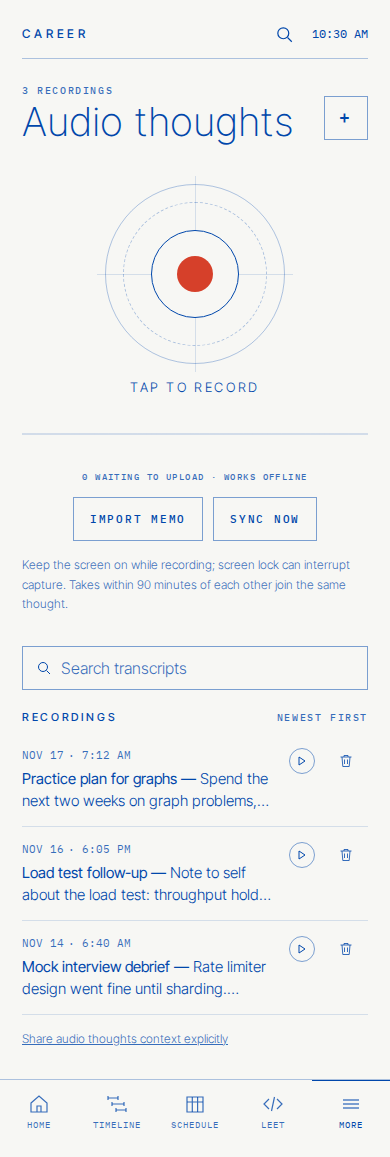 CAREER
10:30 AM
3 RECORDINGS
Audio thoughts
+
TAP TO RECORD
0 WAITING TO UPLOAD · WORKS OFFLINE
IMPORT MEMO
SYNC NOW
Keep the screen on while recording; screen lock can interrupt
capture. Takes within 90 minutes of each other join the same
thought.
Search transcripts
RECORDINGS
NEWEST FIRST
NOV 17 · 7:12 AM
Practice plan for graphs — Spend the
next two weeks on graph problems,...
NOV 16 · 6:05 PM
Load test follow-up — Note to self
about the load test: throughput hold...
NOV 14 · 6:40 AM
Mock interview debrief — Rate limiter
design went fine until sharding....
Share audio thoughts context explicitly
HOME
TIMELINE
SCHEDULE
LEET
MORE